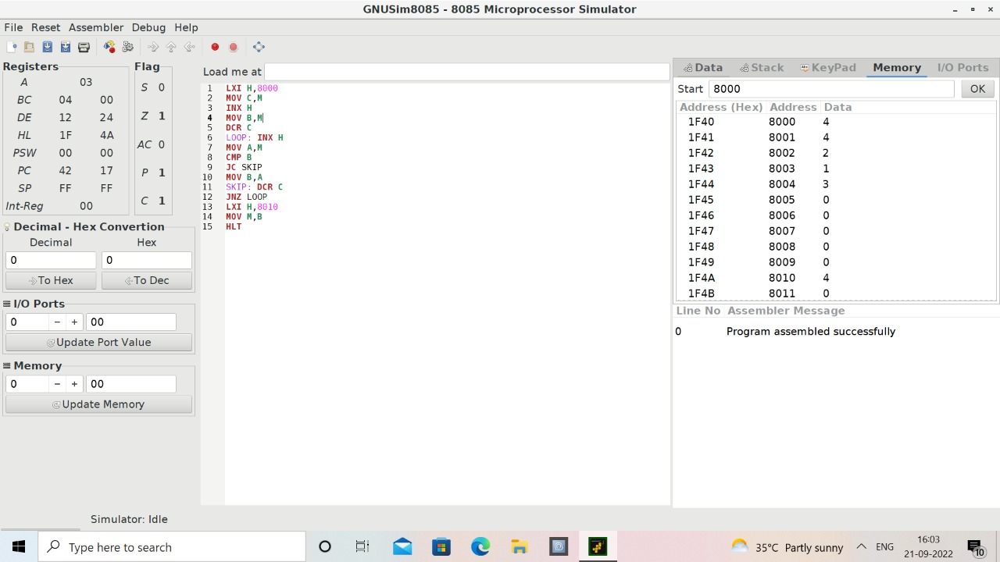 GNUSim8085 - 8085 Microprocessor Simulator
File Reset Assembler Debug Help
Registers
A 03
BC 04 00
DE 12 24
HL 1F 4A
PSW 00 00
PC 42 17
SP FF FF
Int-Reg 00
Flag
S 0
Z 1
AC 0
P 1
C 1
Decimal - Hex Convertion
Decimal Hex
0 0
To Hex To Dec
I/O Ports
0 − + 00
Update Port Value
Memory
0 − + 00
Update Memory
Simulator: Idle
Load me at
1 LXI H,8000
2 MOV C,M
3 INX H
4 MOV B,M
5 DCR C
6 LOOP: INX H
7 MOV A,M
8 CMP B
9 JC SKIP
10 MOV B,A
11 SKIP: DCR C
12 JNZ LOOP
13 LXI H,8010
14 MOV M,B
15 HLT
Data Stack KeyPad Memory I/O Ports
Start 8000 OK
Address (Hex) Address Data
1F40 8000 4
1F41 8001 4
1F42 8002 2
1F43 8003 1
1F44 8004 3
1F45 8005 0
1F46 8006 0
1F47 8007 0
1F48 8008 0
1F49 8009 0
1F4A 8010 4
1F4B 8011 0
Line No Assembler Message
0 Program assembled successfully
Type here to search
35°C Partly sunny
ENG
16:03
21-09-2022
10